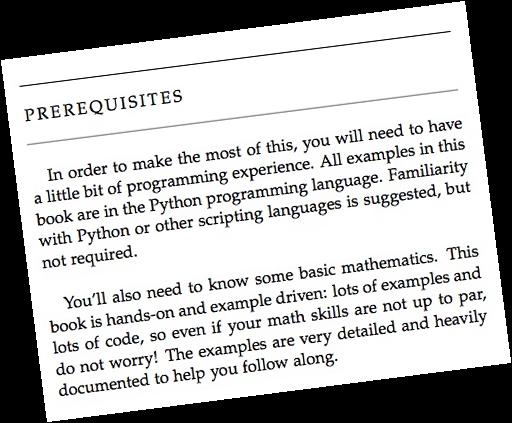 PREREQUISITES
In order to make the most of this, you will need to have
a little bit of programming experience. All examples in this
book are in the Python programming language. Familiarity
with Python or other scripting languages is suggested, but
not required.
You'll also need to know some basic mathematics. This
book is hands-on and example driven: lots of examples and
lots of code, so even if your math skills are not up to par,
do not worry! The examples are very detailed and heavily
documented to help you follow along.